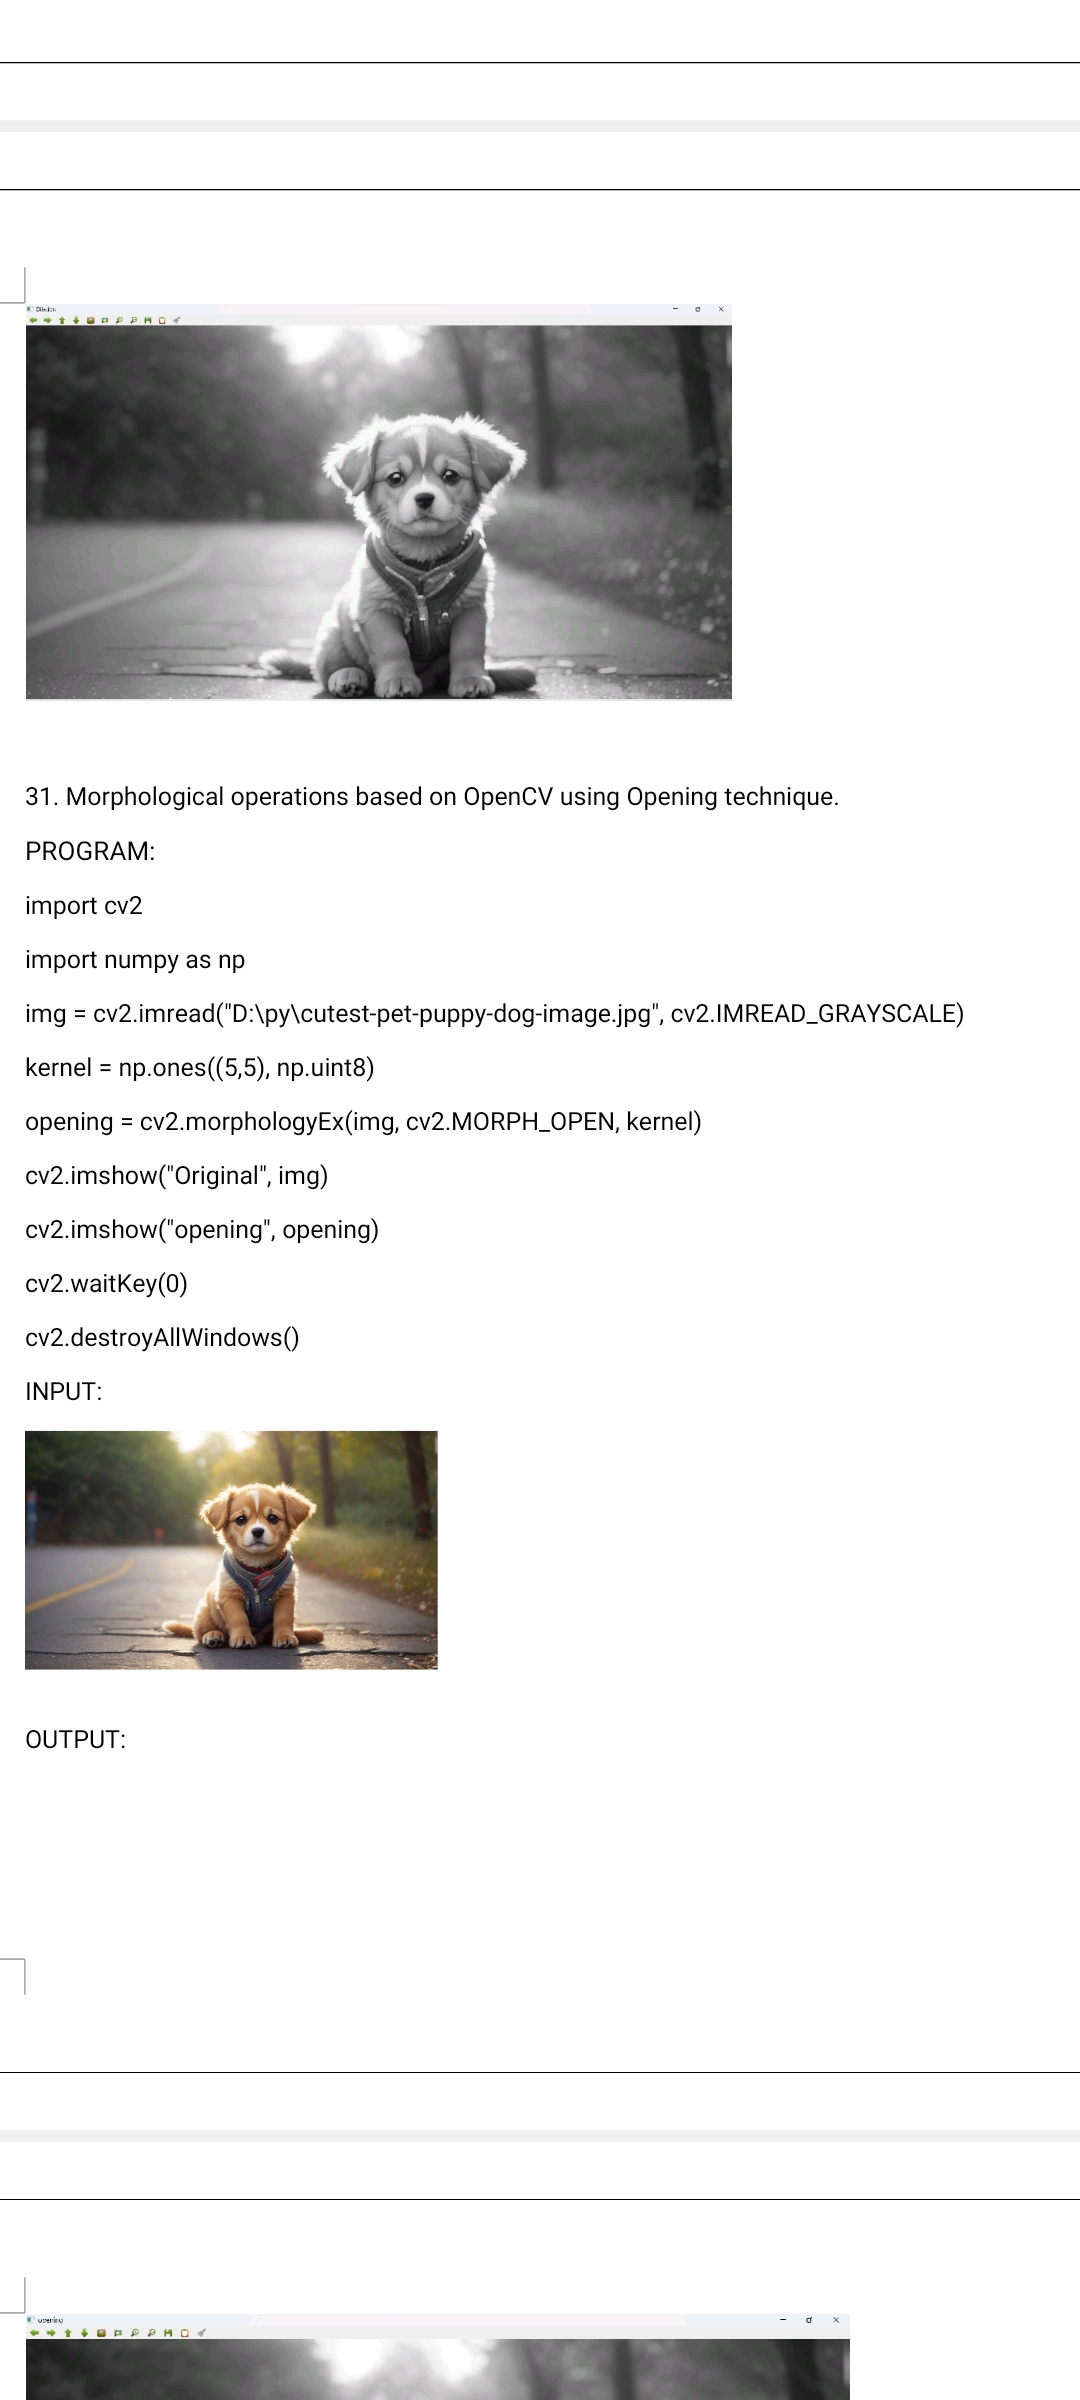 Dilation
31. Morphological operations based on OpenCV using Opening technique.
PROGRAM:
import cv2
import numpy as np
img = cv2.imread("D:\py\cutest-pet-puppy-dog-image.jpg", cv2.IMREAD_GRAYSCALE)
kernel = np.ones((5,5), np.uint8)
opening = cv2.morphologyEx(img, cv2.MORPH_OPEN, kernel)
cv2.imshow("Original", img)
cv2.imshow("opening", opening)
cv2.waitKey(0)
cv2.destroyAllWindows()
INPUT:
OUTPUT:
opening